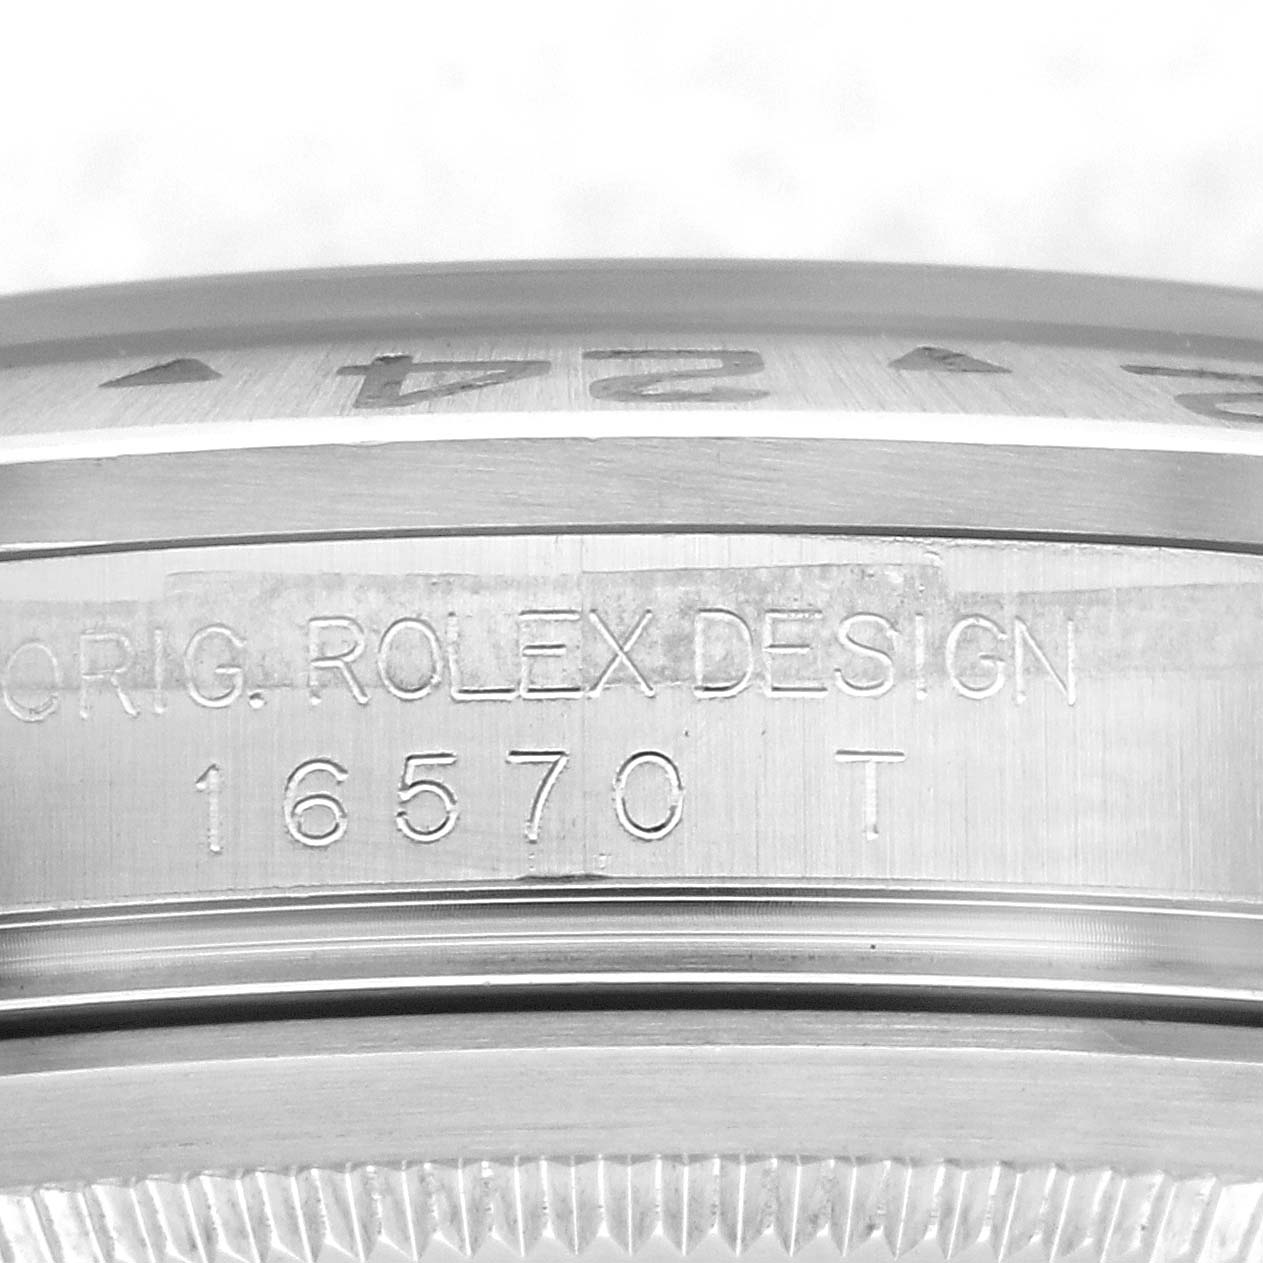 24
ORIG. ROLEX DESIGN
16570 T